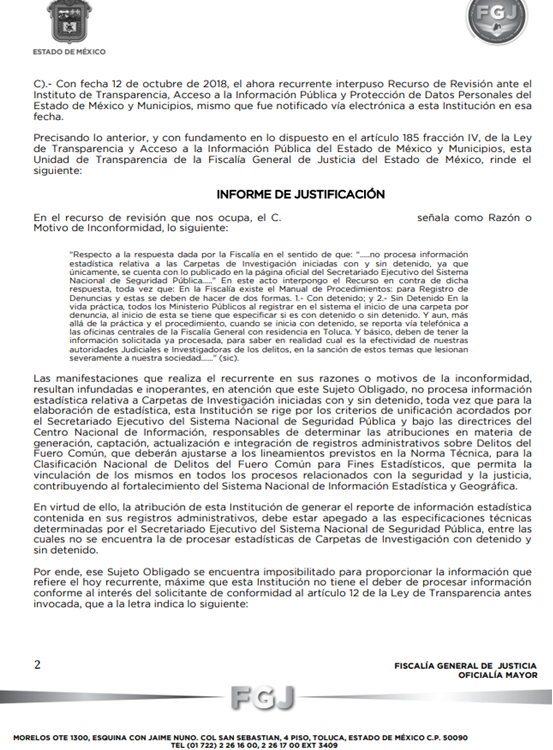 FGJ
ESTADO DE MÉXICO
C).- Con fecha 12 de octubre de 2018, el ahora recurrente interpuso Recurso de Revisión ante el
Instituto de Transparencia, Acceso a la Información Pública y Protección de Datos Personales del
Estado de México y Municipios, mismo que fue notificado vía electrónica a esta Institución en esa
fecha.
Precisando lo anterior, y con fundamento en lo dispuesto en el artículo 185 fracción IV, de la Ley
de Transparencia y Acceso a la Información Pública del Estado de México y Municipios, esta
Unidad de Transparencia de la Fiscalía General de Justicia del Estado de México, rinde el
siguiente:
INFORME DE JUSTIFICACIÓN
En el recurso de revisión que nos ocupa, el C. señala como Razón o
Motivo de Inconformidad, lo siguiente:
"Respecto a la respuesta dada por la Fiscalía en el sentido de que: ".....no procesa información
estadística relativa a las Carpetas de Investigación iniciadas con y sin detenido, ya que
únicamente, se cuenta con lo publicado en la página oficial del Secretariado Ejecutivo del Sistema
Nacional de Seguridad Pública....." En este acto interpongo el Recurso en contra de dicha
respuesta, toda vez que: En la Fiscalía existe el Manual de Procedimientos: para Registro de
Denuncias y estas se deben de hacer de dos formas. 1.- Con detenido; y 2.- Sin Detenido En la
vida práctica, todos los Ministerio Públicos al registrar en el sistema el inicio de una carpeta por
denuncia, al inicio de esta se tiene que especificar si es con detenido o sin detenido. Y aun, más
allá de la práctica y el procedimiento, cuando se inicia con detenido, se reporta vía telefónica a
las oficinas centrales de la Fiscalía General con residencia en Toluca. Y básico, deben de tener la
información solicitada ya procesada, para saber en realidad cual es la efectividad de nuestras
autoridades Judiciales e Investigadoras de los delitos, en la sanción de estos temas que lesionan
severamente a nuestra sociedad......" (sic).
Las manifestaciones que realiza el recurrente en sus razones o motivos de la inconformidad,
resultan infundadas e inoperantes, en atención que este Sujeto Obligado, no procesa información
estadística relativa a Carpetas de Investigación iniciadas con y sin detenido, toda vez que para la
elaboración de estadística, esta Institución se rige por los criterios de unificación acordados por
el Secretariado Ejecutivo del Sistema Nacional de Seguridad Pública y bajo las directrices del
Centro Nacional de Información, responsables de determinar las atribuciones en materia de
generación, captación, actualización e integración de registros administrativos sobre Delitos del
Fuero Común, que deberán ajustarse a los lineamientos previstos en la Norma Técnica, para la
Clasificación Nacional de Delitos del Fuero Común para Fines Estadísticos, que permita la
vinculación de los mismos en todos los procesos relacionados con la seguridad y la justicia,
contribuyendo al fortalecimiento del Sistema Nacional de Información Estadística y Geográfica.
En virtud de ello, la atribución de esta Institución de generar el reporte de información estadística
contenida en sus registros administrativos, debe estar apegado a las especificaciones técnicas
determinadas por el Secretariado Ejecutivo del Sistema Nacional de Seguridad Pública, entre las
cuales no se encuentra la de procesar estadísticas de Carpetas de Investigación con detenido y
sin detenido.
Por ende, ese Sujeto Obligado se encuentra imposibilitado para proporcionar la información que
refiere el hoy recurrente, máxime que esta Institución no tiene el deber de procesar información
conforme al interés del solicitante de conformidad al artículo 12 de la Ley de Transparencia antes
invocada, que a la letra indica lo siguiente:
2
FISCALÍA GENERAL DE JUSTICIA
OFICIALÍA MAYOR
FGJ
MORELOS OTE 1300, ESQUINA CON JAIME NUNO. COL SAN SEBASTIAN, 4 PISO, TOLUCA, ESTADO DE MÉXICO C.P. 50090
TEL (01 722) 2 26 16 00, 2 26 17 00 EXT 3409